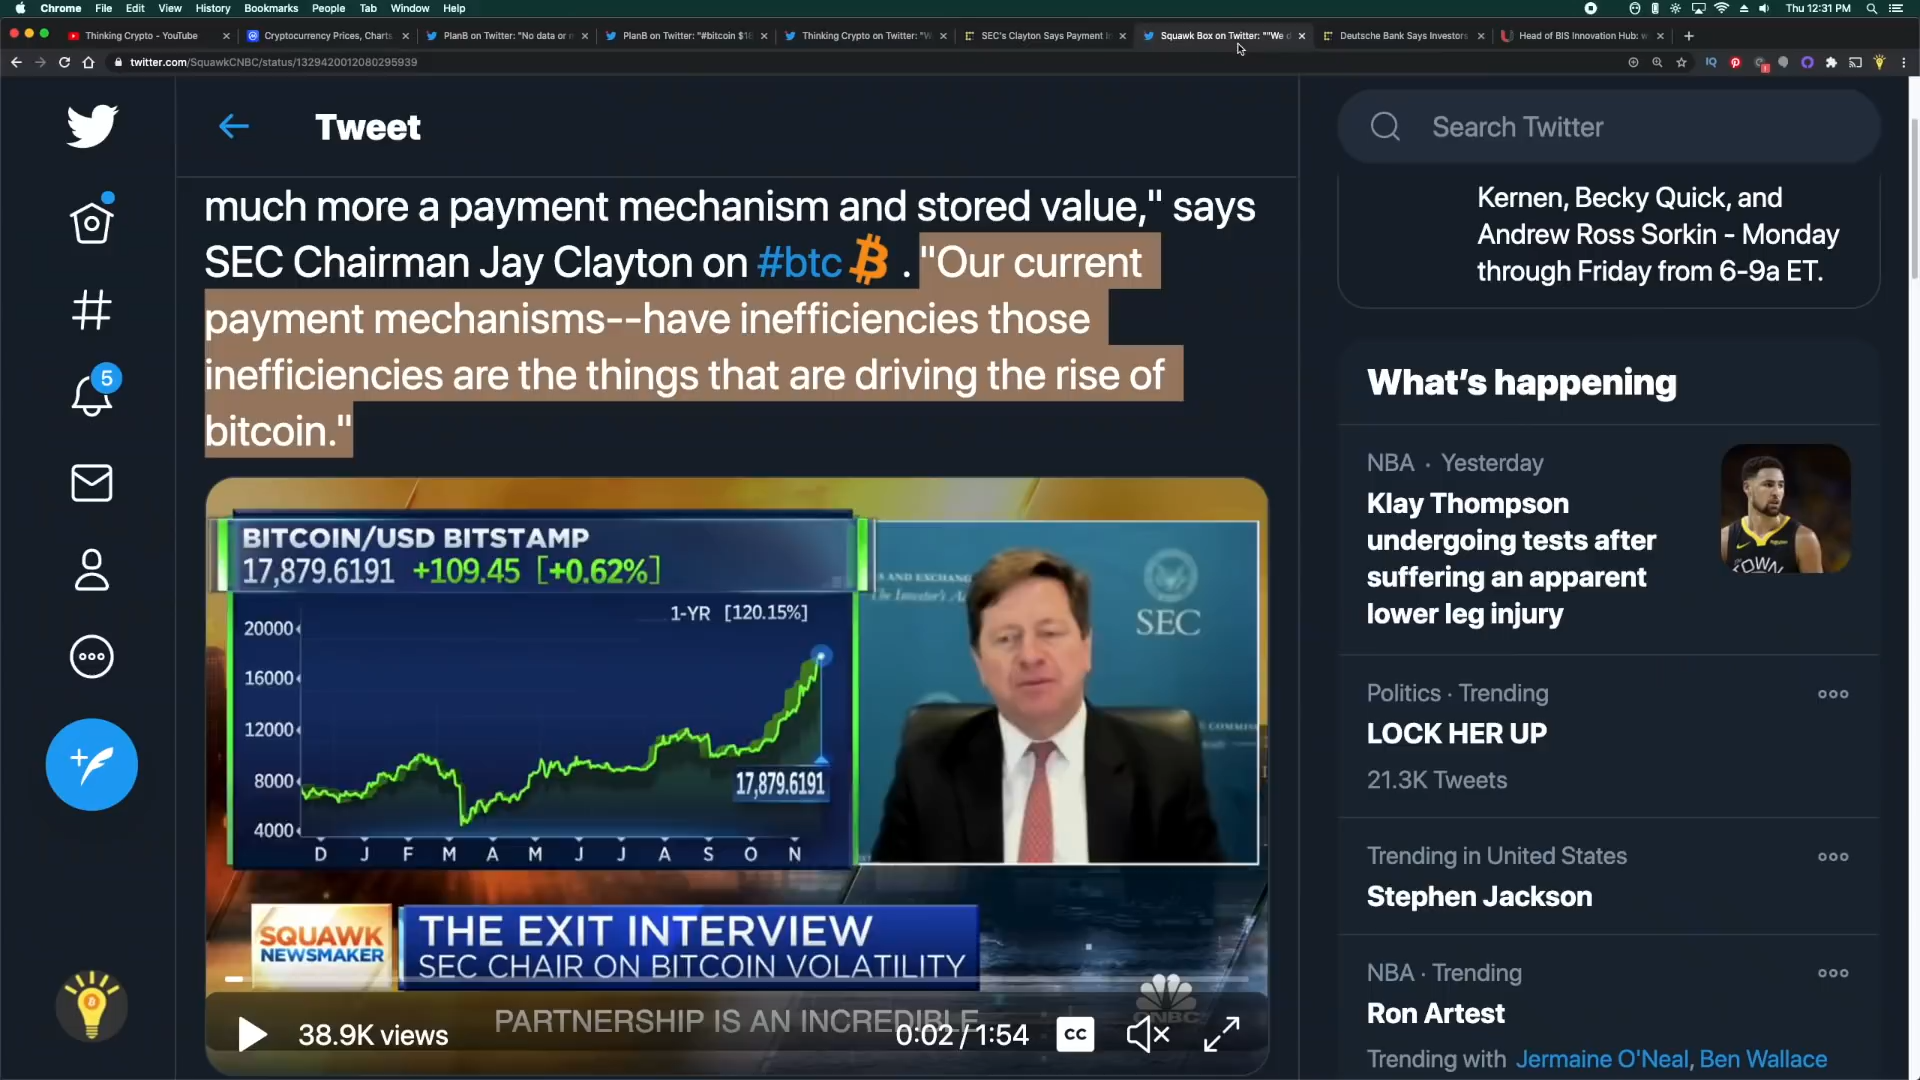 Chrome File Edit View History Bookmarks People Tab Window Help
Thu 12:31 PM
Thinking Crypto - YouTube
Cryptocurrency Prices, Charts
PlanB on Twitter: "No data or n
PlanB on Twitter: "#bitcoin $18
Thinking Crypto on Twitter: "W
SEC's Clayton Says Payment I
Squawk Box on Twitter: ""We d
Deutsche Bank Says Investors
Head of BIS Innovation Hub: w
twitter.com/SquawkCNBC/status/1329420012080295939
Tweet
Search Twitter
much more a payment mechanism and stored value," says
SEC Chairman Jay Clayton on #btc . "Our current
payment mechanisms--have inefficiencies those
inefficiencies are the things that are driving the rise of
bitcoin."
5
BITCOIN/USD BITSTAMP
17,879.6191 +109.45 [+0.62%]
1-YR [120.15%]
20000
16000
12000
8000
4000
17,879.6191
D J F M A M J J A S O N
S AND EXCHANG
SEC
SQUAWK
NEWSMAKER
THE EXIT INTERVIEW
SEC CHAIR ON BITCOIN VOLATILITY
PARTNERSHIP IS AN INCREDIBLE
CNBC
38.9K views
0:02 / 1:54
CC
Kernen, Becky Quick, and
Andrew Ross Sorkin - Monday
through Friday from 6-9a ET.
What's happening
NBA · Yesterday
Klay Thompson
undergoing tests after
suffering an apparent
lower leg injury
Politics · Trending
LOCK HER UP
21.3K Tweets
Trending in United States
Stephen Jackson
NBA · Trending
Ron Artest
Trending with Jermaine O'Neal, Ben Wallace